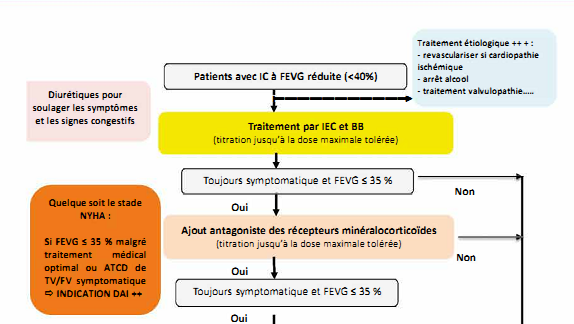 Traitement étiologique ++ + :
- revasculariser si cardiopathie
ischémique
- arrêt alcool
- traitement valvulopathie.....
Patients avec IC à FEVG réduite (<40%)
Diurétiques pour
soulager les symptômes
et les signes congestifs
Traitement par IEC et BB
(titration jusqu'à la dose maximale tolérée)
Toujours symptomatique et FEVG ≤ 35 %
Non
Oui
Quelque soit le stade
NYHA :
Si FEVG ≤ 35 % malgré
traitement médical
optimal ou ATCD de
TV/FV symptomatique
⇨ INDICATION DAI ++
Ajout antagoniste des récepteurs minéralocorticoïdes
(titration jusqu'à la dose maximale tolérée)
Non
Oui
Toujours symptomatique et FEVG ≤ 35 %
Oui